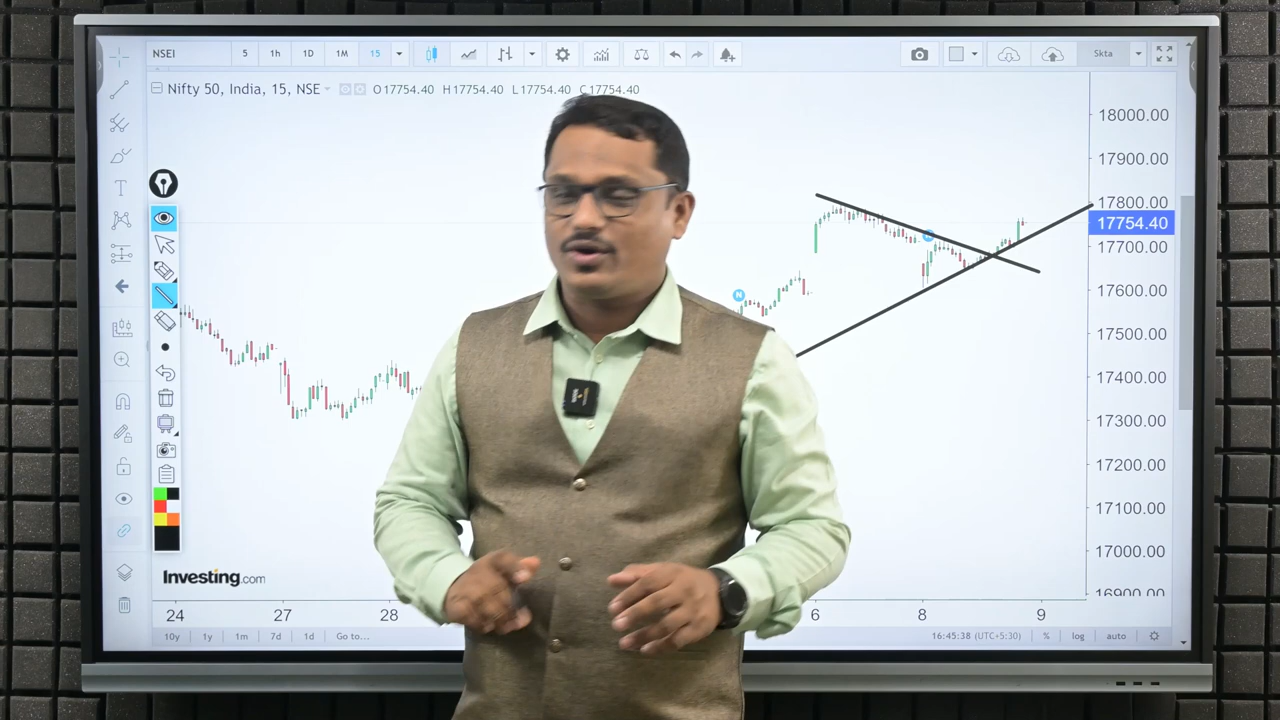 NSEI 5 1h 1D 1M 15 Skta
Nifty 50, India, 15, NSE O17754.40 H17754.40 L17754.40 C17754.40
18000.00
17900.00
17800.00
17754.40
17700.00
17600.00
17500.00
17400.00
17300.00
17200.00
17100.00
17000.00
16900.00
T
N
Investing.com
24 27 28 6 8 9
10y 1y 1m 7d 1d Go to... 16:45:38 (UTC+5:30) % log auto